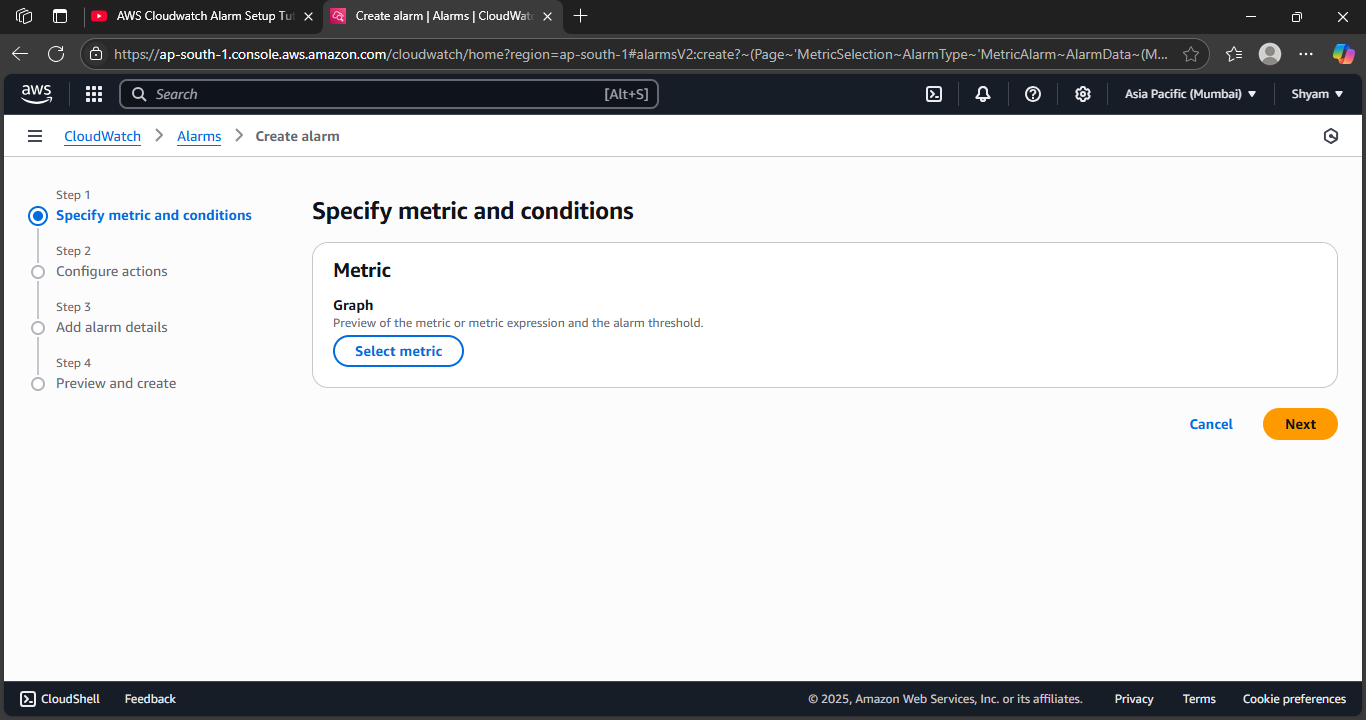 AWS Cloudwatch Alarm Setup Tu
Create alarm | Alarms | CloudWat
https://ap-south-1.console.aws.amazon.com/cloudwatch/home?region=ap-south-1#alarmsV2:create?~(Page~'MetricSelection~AlarmType~'MetricAlarm~AlarmData~(M...
aws
Search [Alt+S]
Asia Pacific (Mumbai)
Shyam
CloudWatch > Alarms > Create alarm
Step 1
Specify metric and conditions
Step 2
Configure actions
Step 3
Add alarm details
Step 4
Preview and create
Specify metric and conditions
Metric
Graph
Preview of the metric or metric expression and the alarm threshold.
Select metric
Cancel
Next
CloudShell Feedback © 2025, Amazon Web Services, Inc. or its affiliates. Privacy Terms Cookie preferences